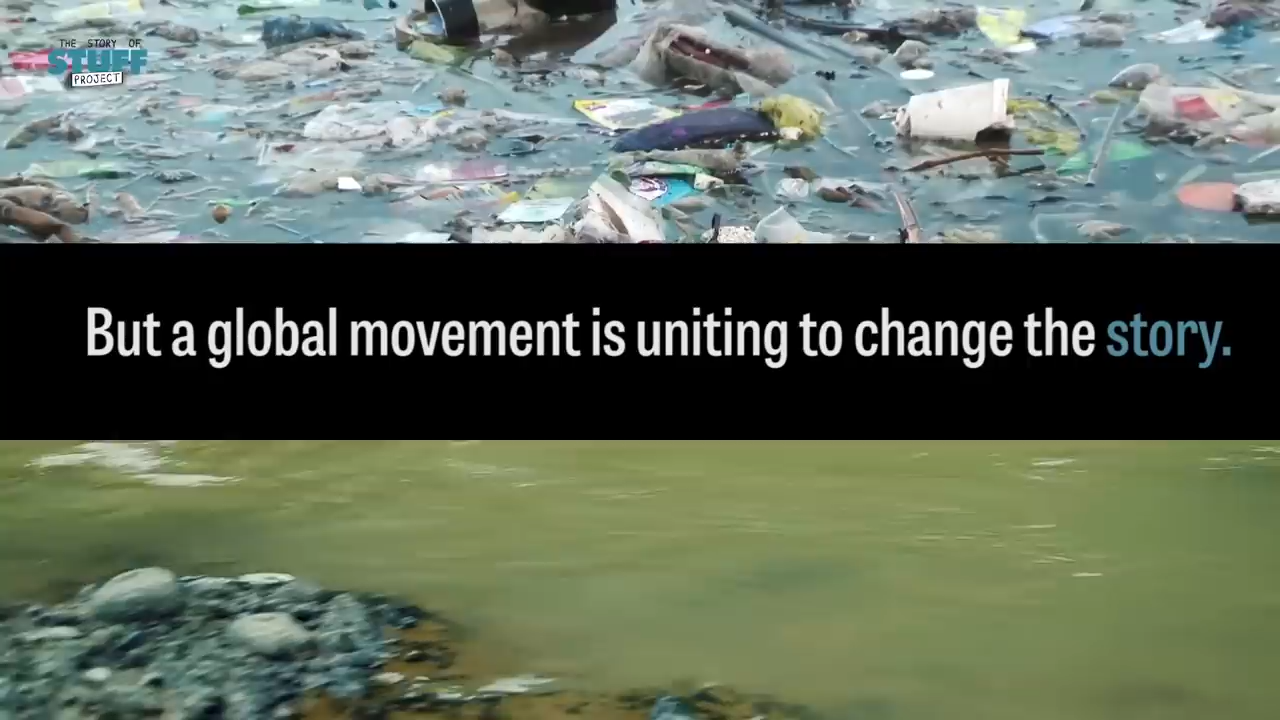 THE STORY OF
STUFF
PROJECT
But a global movement is uniting to change the story.